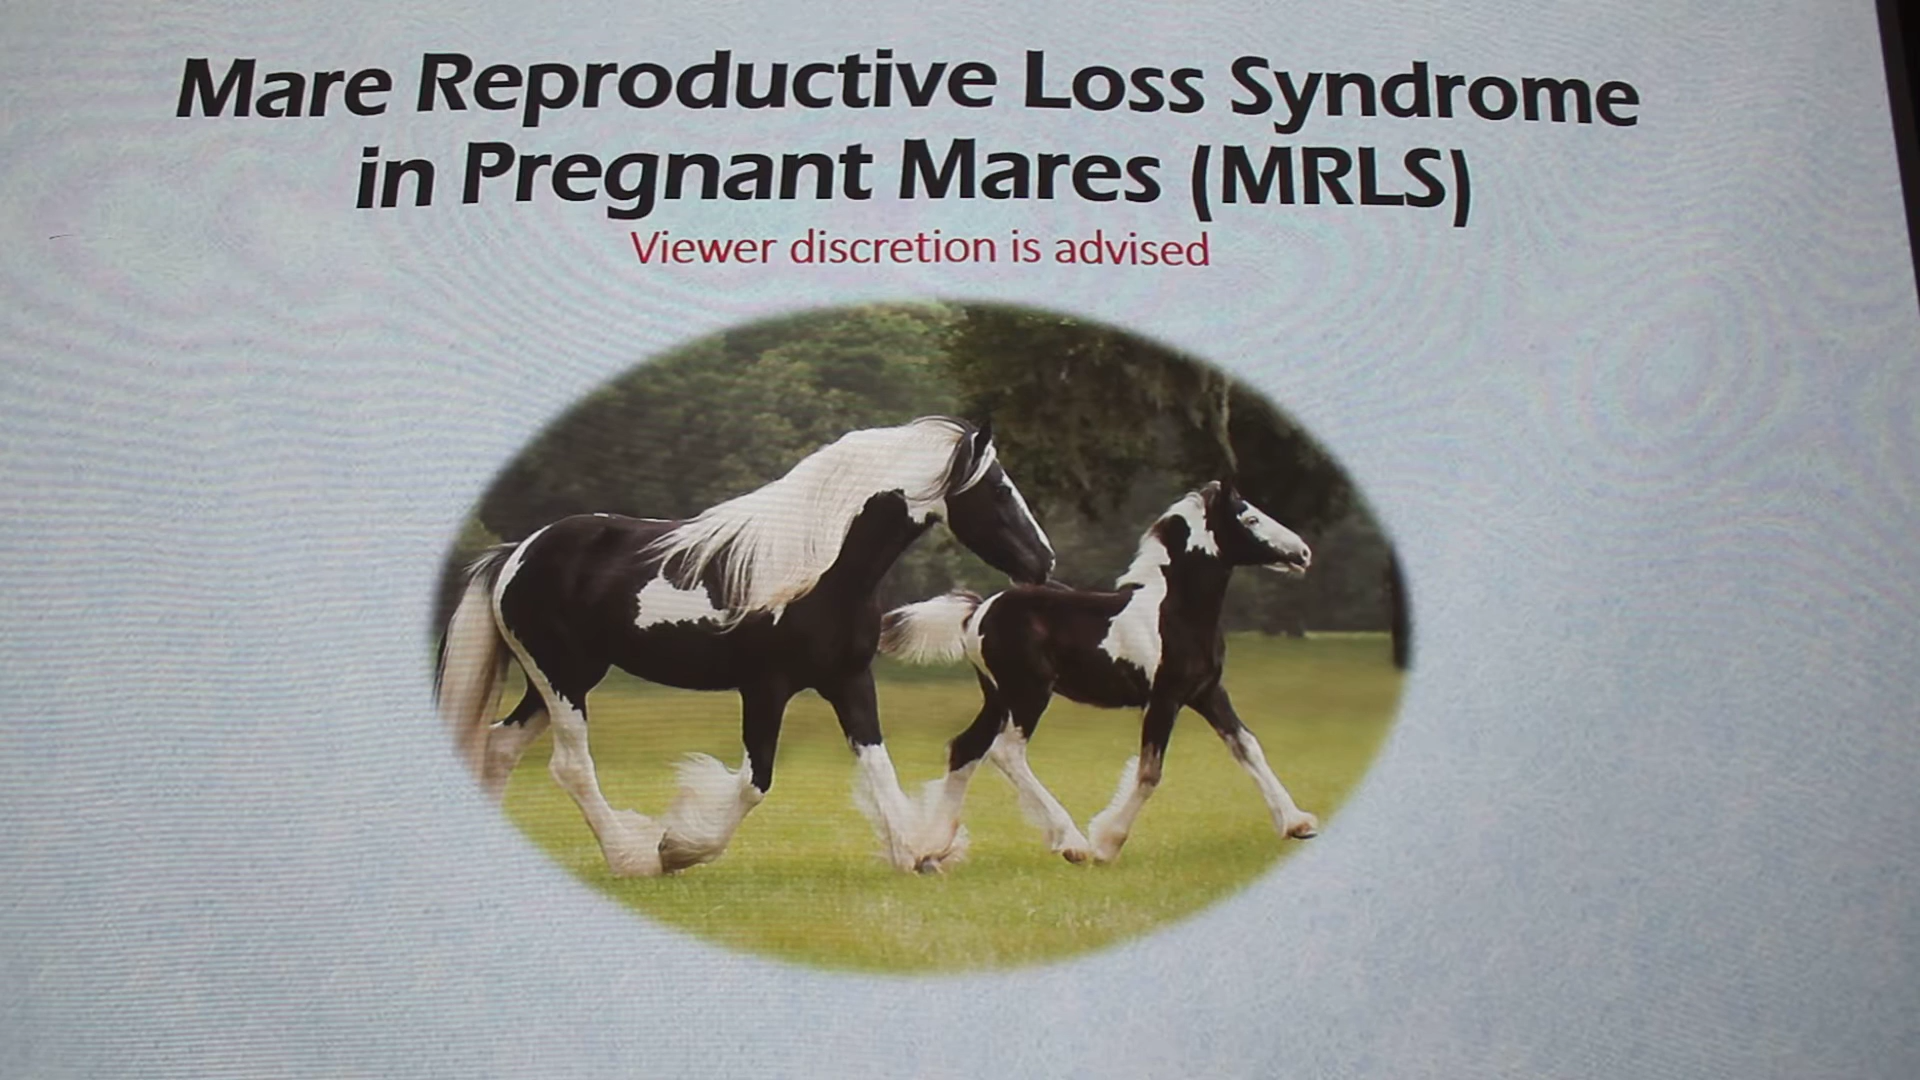 Mare Reproductive Loss Syndrome
in Pregnant Mares (MRLS)
Viewer discretion is advised